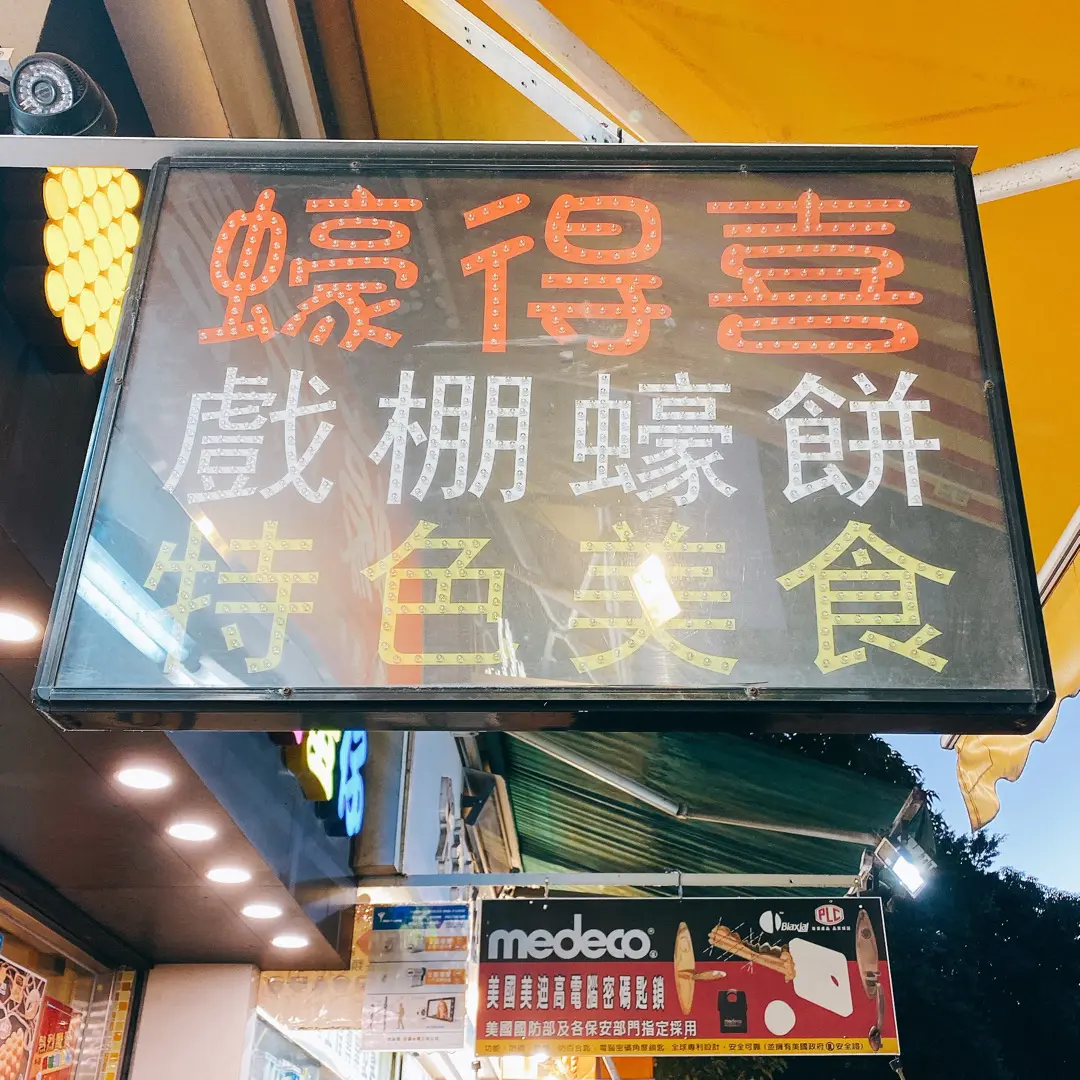 蠔得喜
戲棚蠔餅
特色美食
medeco®
Biaxial
PLC
美國美迪高電腦密碼匙鎖
美國國防部及各保安部門指定採用